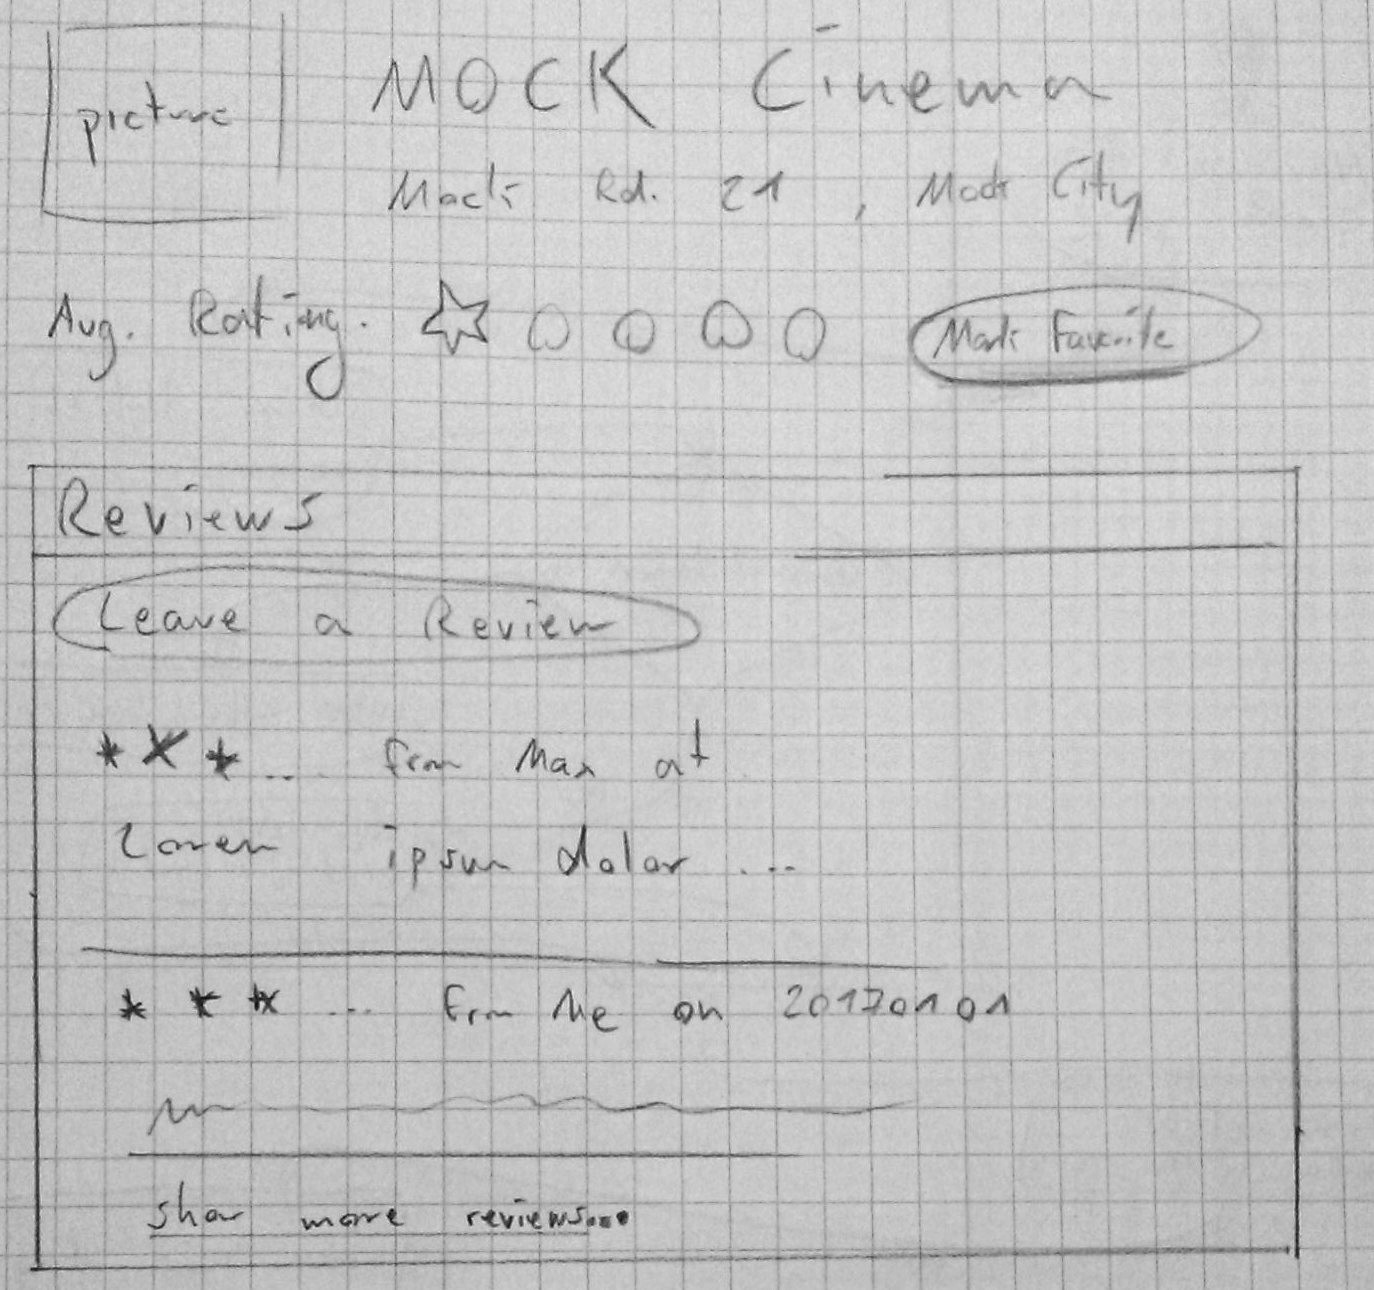 picture
MOCK Cinema
Mock Rd. 21, Mock City
Avg. Rating.
Mark Favorite
Reviews
Leave a Review
*** ... from Max at
Lorem ipsum dolor ...
*** ... from Me on 20170101
show more reviews...